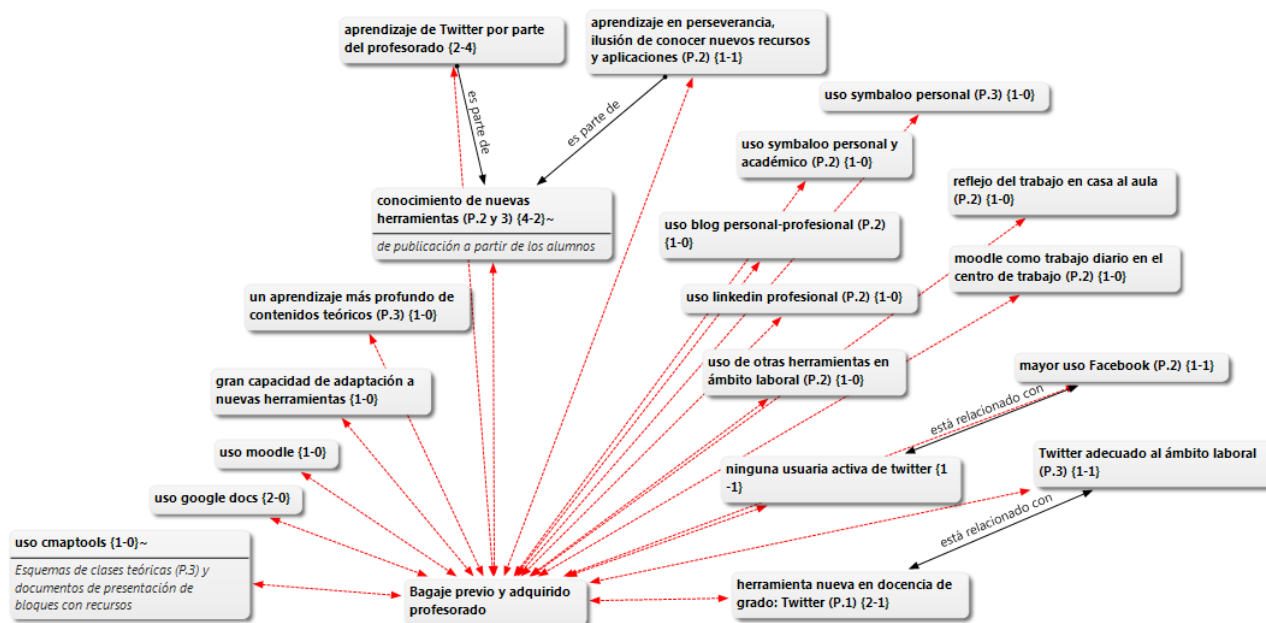 aprendizaje de Twitter por parte
del profesorado {2-4}
aprendizaje en perseverancia,
ilusión de conocer nuevos recursos
y aplicaciones (P.2) {1-1}
es parte de
es parte de
uso symbaloo personal (P.3) {1-0}
uso symbaloo personal y
académico (P.2) {1-0}
reflejo del trabajo en casa al aula
(P.2) {1-0}
conocimiento de nuevas
herramientas (P.2 y 3) {4-2}~
de publicación a partir de los alumnos
uso blog personal-profesional (P.2)
{1-0}
moodle como trabajo diario en el
centro de trabajo (P.2) {1-0}
un aprendizaje más profundo de
contenidos teóricos (P.3) {1-0}
uso linkedin profesional (P.2) {1-0}
uso de otras herramientas en
ámbito laboral (P.2) {1-0}
mayor uso Facebook (P.2) {1-1}
gran capacidad de adaptación a
nuevas herramientas {1-0}
está relacionado con
uso moodle {1-0}
ninguna usuaria activa de twitter {1
-1}
Twitter adecuado al ámbito laboral
(P.3) {1-1}
uso google docs {2-0}
está relacionado con
uso cmaptools {1-0}~
Esquemas de clases teóricas (P.3) y
documentos de presentación de
bloques con recursos
Bagaje previo y adquirido
profesorado
herramienta nueva en docencia de
grado: Twitter (P.1) {2-1}